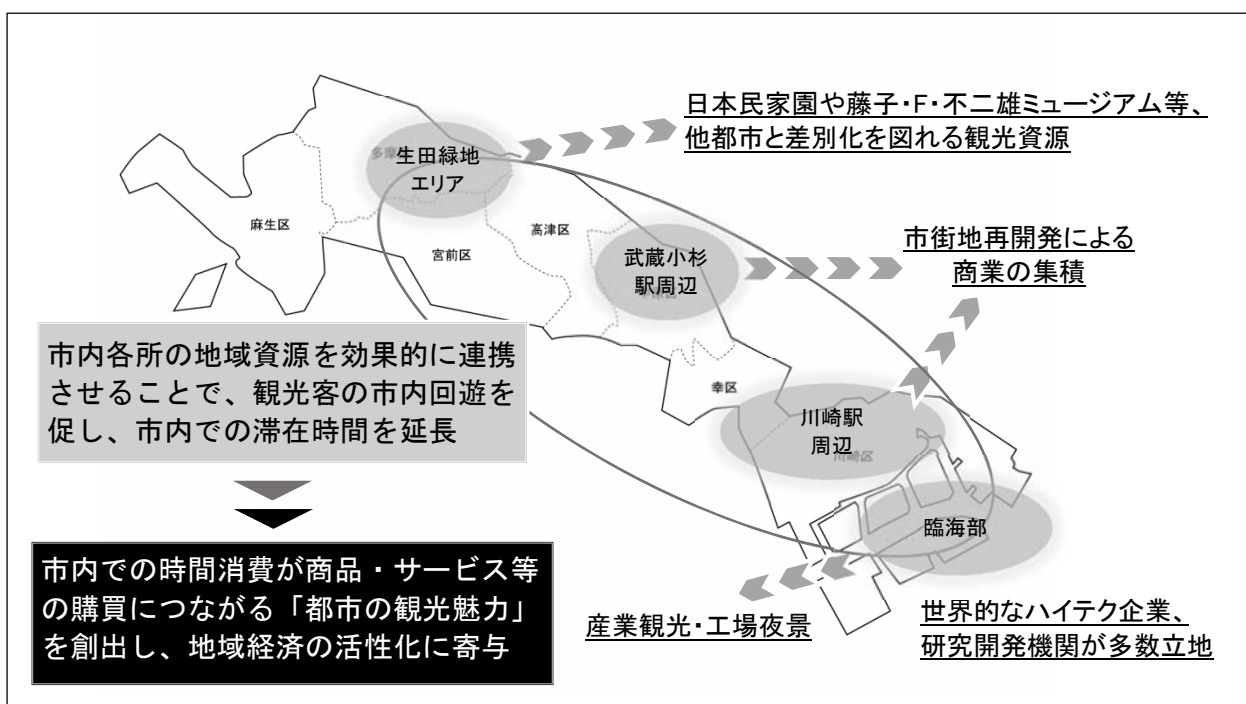 日本民家園や藤子・F・不二雄ミュージアム等、
他都市と差別化を図れる観光資源
多摩
生田緑地
エリア
麻生区
高津区
宮前区
武蔵小杉
駅周辺
市街地再開発による
商業の集積
市内各所の地域資源を効果的に連携
させることで、観光客の市内回遊を
促し、市内での滞在時間を延長
幸区
川崎駅
周辺
川崎区
臨海部
市内での時間消費が商品・サービス等
の購買につながる「都市の観光魅力」
を創出し、地域経済の活性化に寄与
産業観光・工場夜景
世界的なハイテク企業、
研究開発機関が多数立地